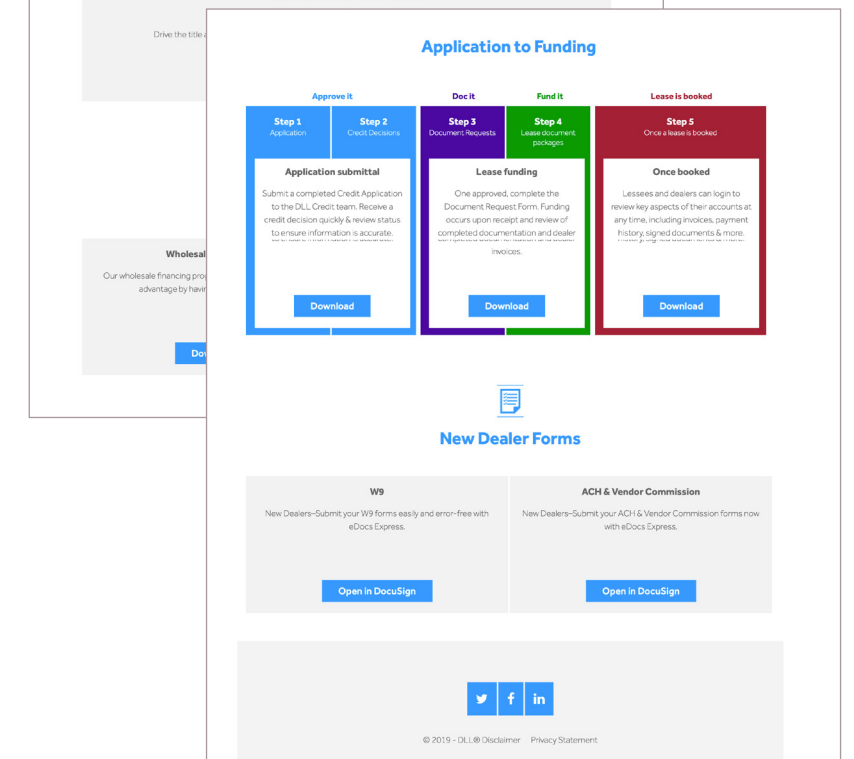 Drive the title
Wholesal
Our wholesale financing prog
advantage by havin
Dow
Application to Funding
Approve it
Doc it
Fund it
Lease is booked
Step 1
Application
Step 2
Credit Decisions
Step 3
Document Requests
Step 4
Lease document
packages
Step 5
Once a lease is booked
Application submittal
Submit a completed Credit Application
to the DLL Credit team. Receive a
credit decision quickly & review status
to ensure information is accurate.
Download
Lease funding
One approved, complete the
Document Request Form. Funding
occurs upon receipt and review of
completed documentation and dealer
invoices.
Download
Once booked
Lessees and dealers can login to
review key aspects of their accounts at
any time, including invoices, payment
history, signed documents & more.
Download
New Dealer Forms
W9
New Dealers–Submit your W9 forms easily and error-free with
eDocs Express.
Open in DocuSign
ACH & Vendor Commission
New Dealers–Submit your ACH & Vendor Commission forms now
with eDocs Express.
Open in DocuSign
© 2019 - DLL® Disclaimer Privacy Statement